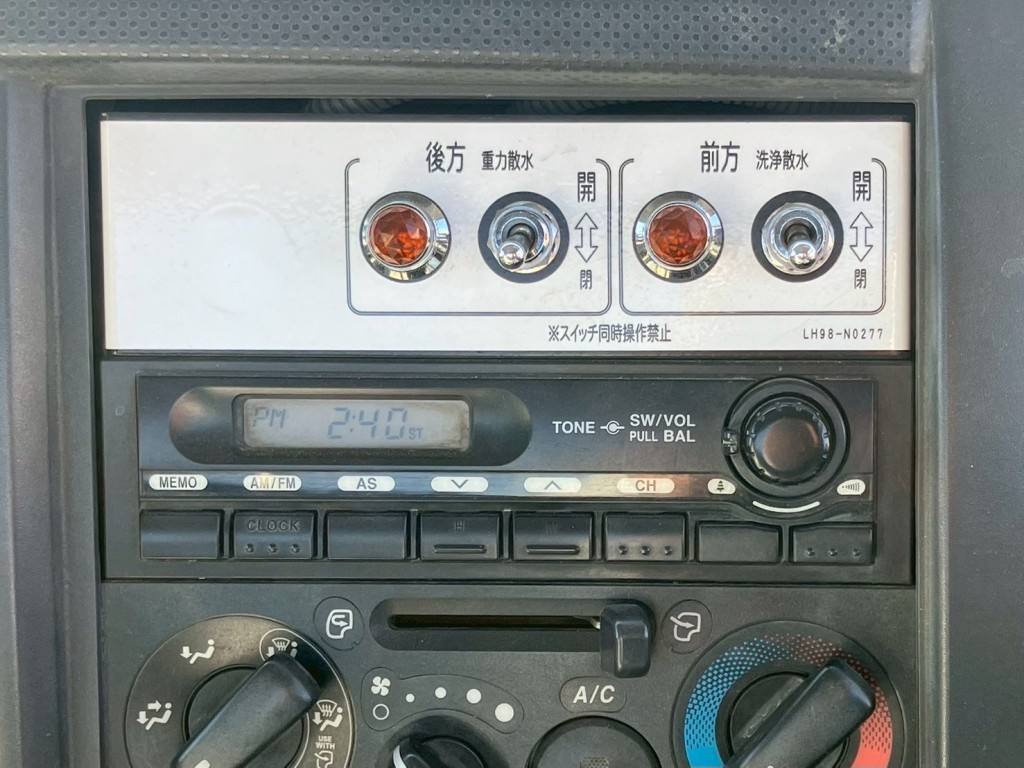 後方 重力散水
開
閉
前方 洗浄散水
開
閉
※スイッチ同時操作禁止
LH98-N0277
PM 2:40 ST
TONE SW/VOL
PULL BAL
MEMO AM/FM AS CH
CLOCK
H
M
A/C
USE
WITH